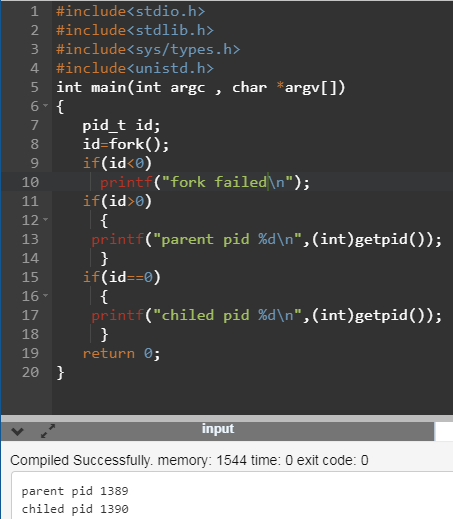 1 #include<stdio.h>
2 #include<stdlib.h>
3 #include<sys/types.h>
4 #include<unistd.h>
5 int main(int argc , char *argv[])
6 {
7 pid_t id;
8 id=fork();
9 if(id<0)
10 printf("fork failed\n");
11 if(id>0)
12 {
13 printf("parent pid %d\n",(int)getpid());
14 }
15 if(id==0)
16 {
17 printf("chiled pid %d\n",(int)getpid());
18 }
19 return 0;
20 }
input
Compiled Successfully. memory: 1544 time: 0 exit code: 0
parent pid 1389
chiled pid 1390